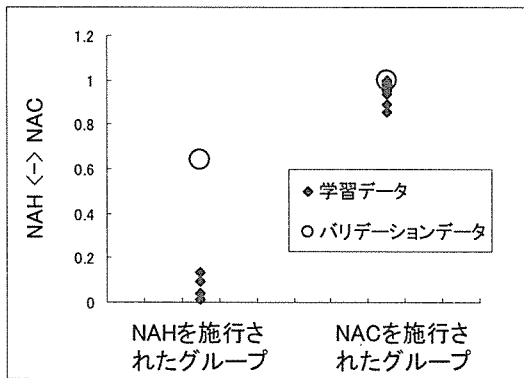 1.2
1
0.8
0.6
0.4
0.2
0
NAH <-> NAC
学習データ
バリデーションデータ
NAHを施行さ
れたグループ
NACを施行さ
れたグループ